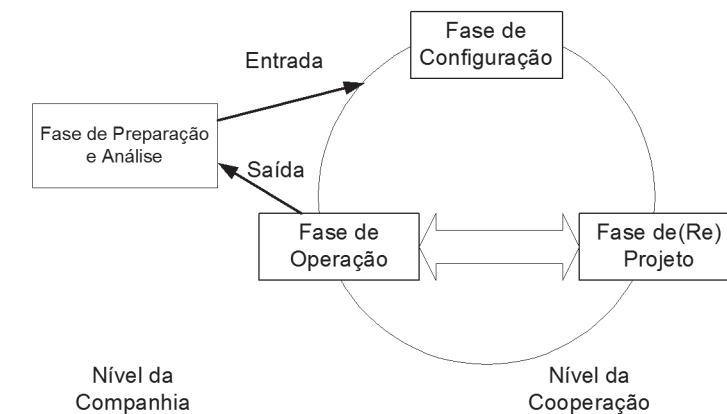 Fase de
Configuração
Entrada
Fase de Preparação
e Análise
Saída
Fase de
Operação
Fase de(Re)
Projeto
Nível da
Companhia
Nível da
Cooperação